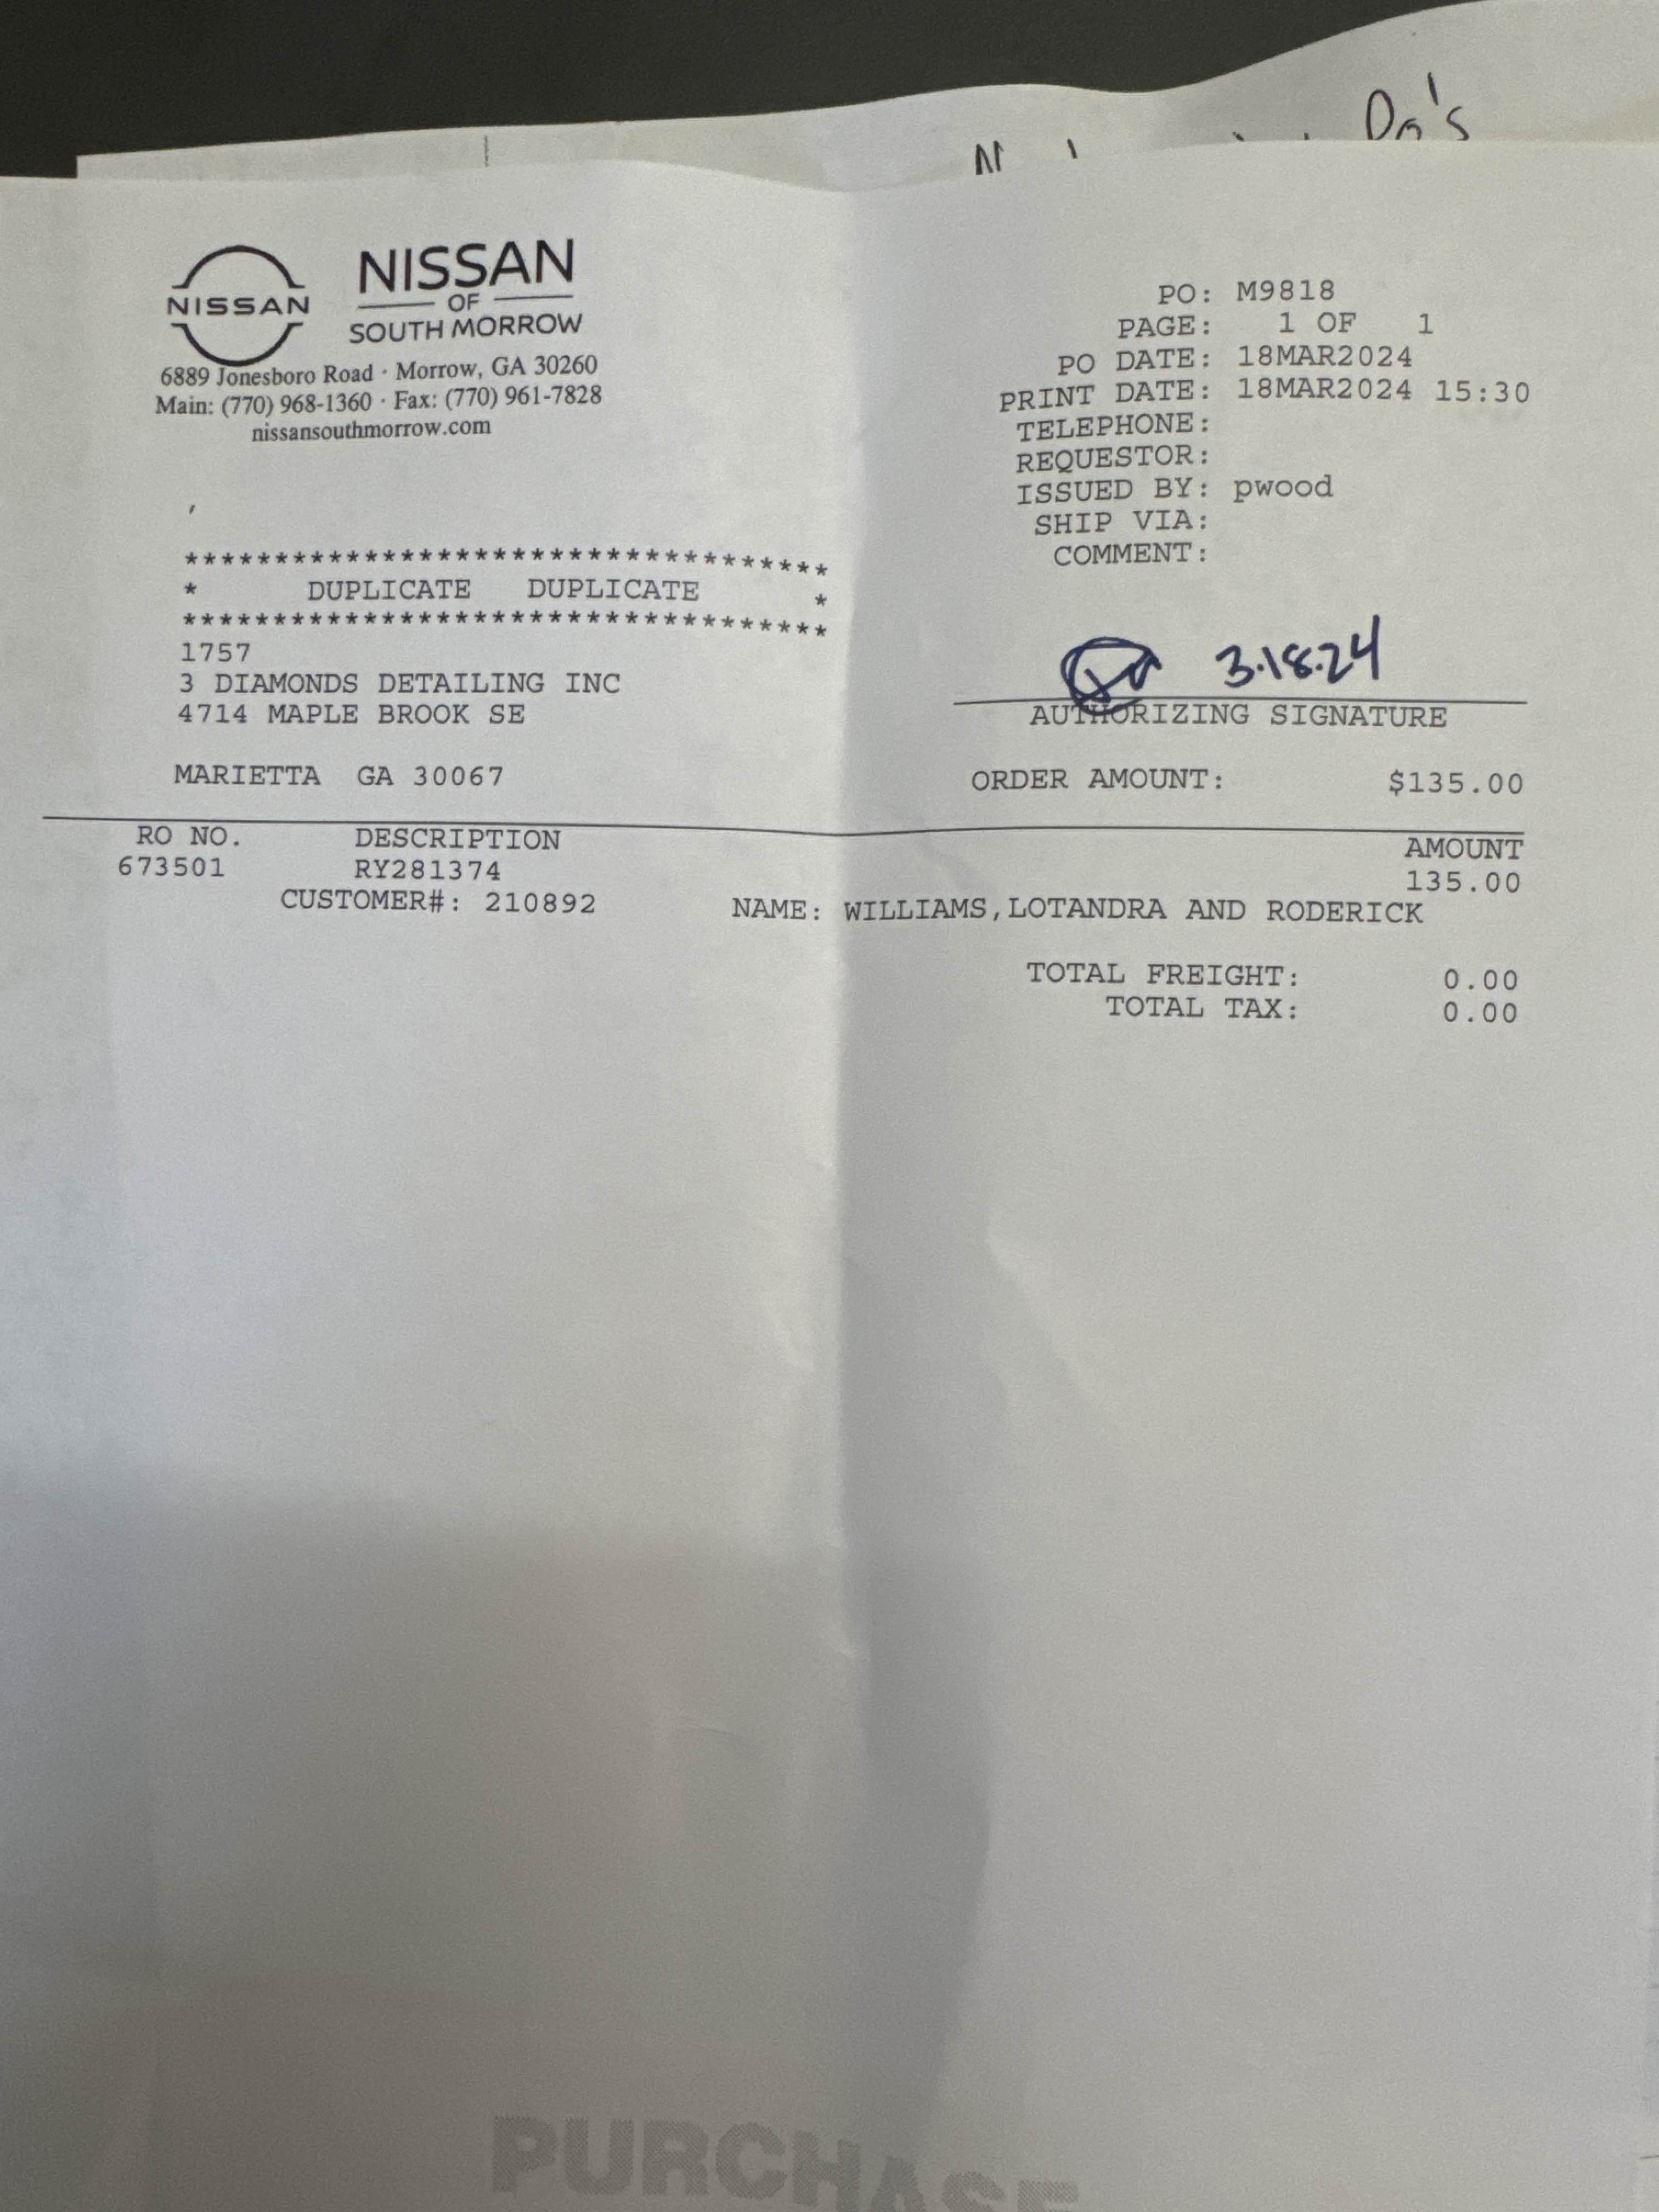 Do's
NISSAN
NISSAN
OF
SOUTH MORROW
6889 Jonesboro Road · Morrow, GA 30260
Main: (770) 968-1360 · Fax: (770) 961-7828
nissansouthmorrow.com
PO: M9818
PAGE: 1 OF 1
PO DATE: 18MAR2024
PRINT DATE: 18MAR2024 15:30
TELEPHONE:
REQUESTOR:
ISSUED BY: pwood
SHIP VIA:
COMMENT:
************************************
* DUPLICATE DUPLICATE *
************************************
1757
3 DIAMONDS DETAILING INC
4714 MAPLE BROOK SE
MARIETTA GA 30067
3.18.24
AUTHORIZING SIGNATURE
ORDER AMOUNT: $135.00
RO NO. DESCRIPTION AMOUNT
673501 RY281374 135.00
CUSTOMER#: 210892 NAME: WILLIAMS,LOTANDRA AND RODERICK
TOTAL FREIGHT: 0.00
TOTAL TAX: 0.00
PURCHASE